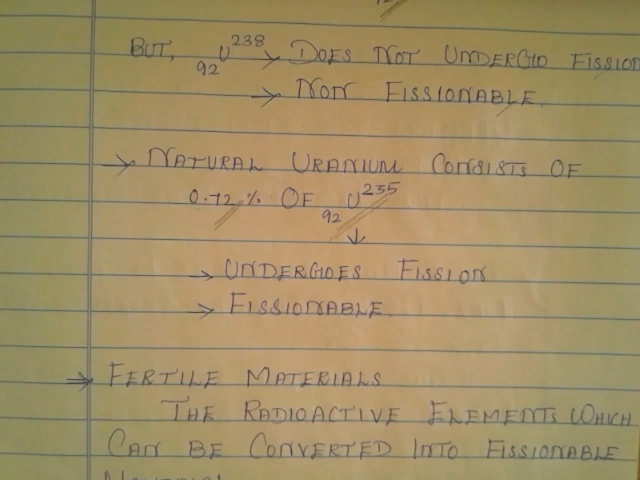 BUT, ₉₂U²³⁸ → DOES NOT UNDERGO FISSION
→ NON FISSIONABLE.
→ NATURAL URANIUM CONSISTS OF
0.72 % OF ₉₂U²³⁵
↓
→ UNDERGOES FISSION
→ FISSIONABLE.
⇒ FERTILE MATERIALS
THE RADIOACTIVE ELEMENTS WHICH
CAN BE CONVERTED INTO FISSIONABLE